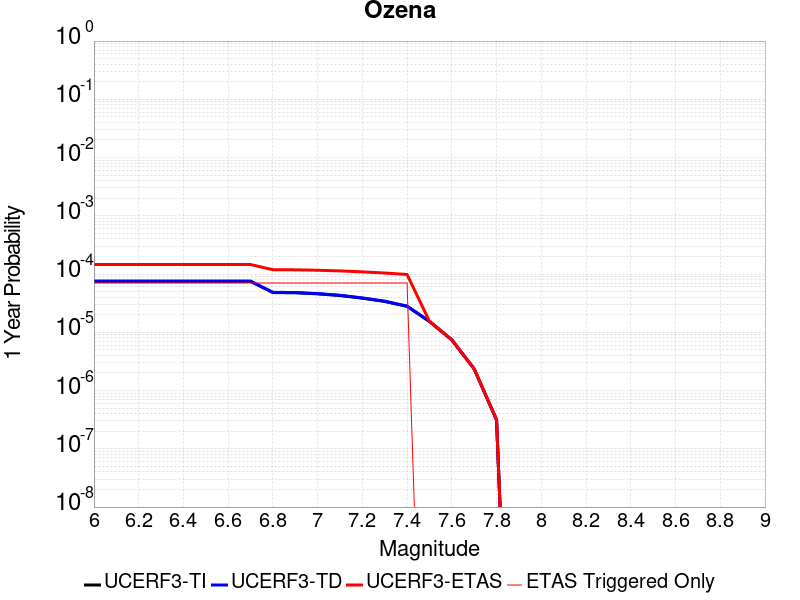 Ozena
10^0
10^-1
10^-2
10^-3
10^-4
10^-5
10^-6
10^-7
10^-8
1 Year Probability
6 6.2 6.4 6.6 6.8 7 7.2 7.4 7.6 7.8 8 8.2 8.4 8.6 8.8 9
Magnitude
UCERF3-TI UCERF3-TD UCERF3-ETAS ETAS Triggered Only